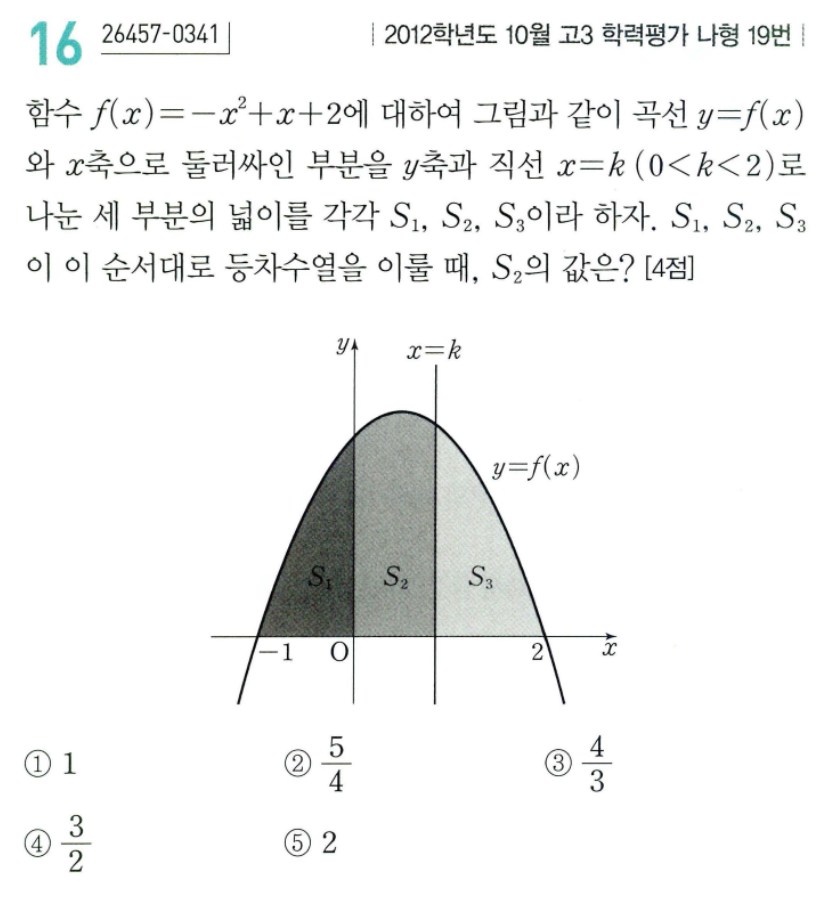 16 26457-0341 | 2012학년도 10월 고3 학력평가 나형 19번 |
함수 f(x)=-x²+x+2에 대하여 그림과 같이 곡선 y=f(x)
와 x축으로 둘러싸인 부분을 y축과 직선 x=k (0<k<2)로
나눈 세 부분의 넓이를 각각 S₁, S₂, S₃이라 하자. S₁, S₂, S₃
이 이 순서대로 등차수열을 이룰 때, S₂의 값은? [4점]
y x=k
y=f(x)
S₁ S₂ S₃
-1 O 2 x
① 1 ② 5/4 ③ 4/3
④ 3/2 ⑤ 2